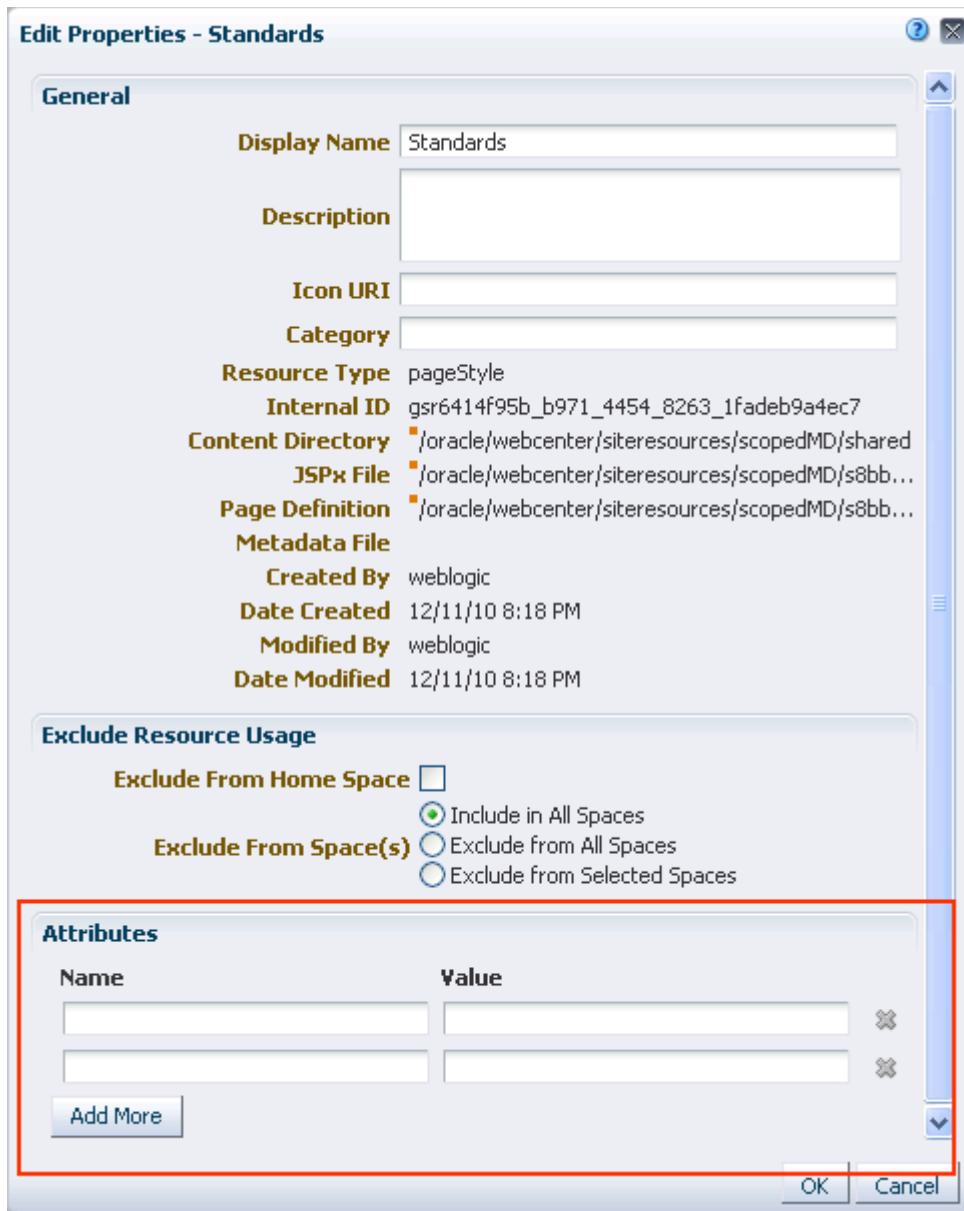 Edit Properties - Standards
General
Display Name Standards
Description
Icon URI
Category
Resource Type pageStyle
Internal ID gsr6414f95b_b971_4454_8263_1fadeb9a4ec7
Content Directory /oracle/webcenter/siteresources/scopedMD/shared
JSPx File /oracle/webcenter/siteresources/scopedMD/s8bb...
Page Definition /oracle/webcenter/siteresources/scopedMD/s8bb...
Metadata File
Created By weblogic
Date Created 12/11/10 8:18 PM
Modified By weblogic
Date Modified 12/11/10 8:18 PM
Exclude Resource Usage
Exclude From Home Space
Include in All Spaces
Exclude From Space(s) Exclude from All Spaces
Exclude from Selected Spaces
Attributes
Name Value
Add More
OK Cancel